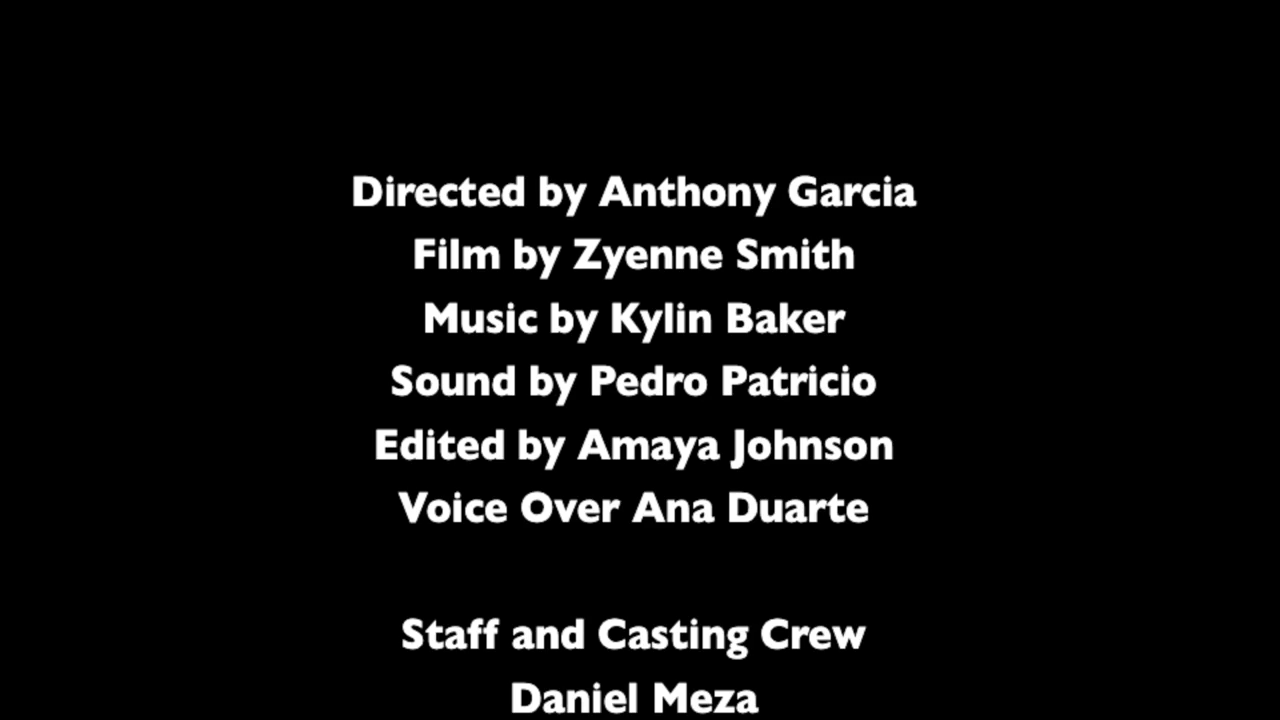 Directed by Anthony Garcia
Film by Zyenne Smith
Music by Kylin Baker
Sound by Pedro Patricio
Edited by Amaya Johnson
Voice Over Ana Duarte
Staff and Casting Crew
Daniel Meza